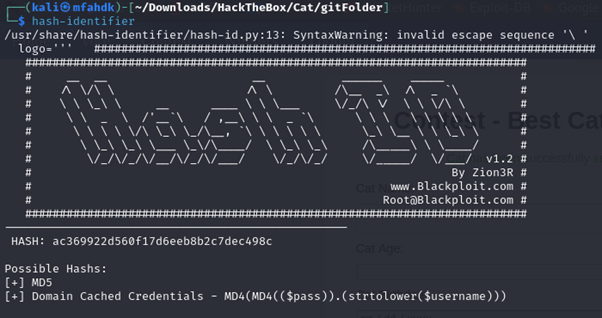 ┌──(kali㉿mfahdk)-[~/Downloads/HackTheBox/Cat/gitFolder]
└─$ hash-identifier
/usr/share/hash-identifier/hash-id.py:13: SyntaxWarning: invalid escape sequence '\ '
logo=''' #########################################################################
#########################################################################
v1.2 #
# By Zion3R #
# www.Blackploit.com #
# Root@Blackploit.com #
#########################################################################
--------------------------------------------------
HASH: ac369922d560f17d6eeb8b2c7dec498c
Possible Hashs:
[+] MD5
[+] Domain Cached Credentials - MD4(MD4(($pass)).(strtolower($username)))